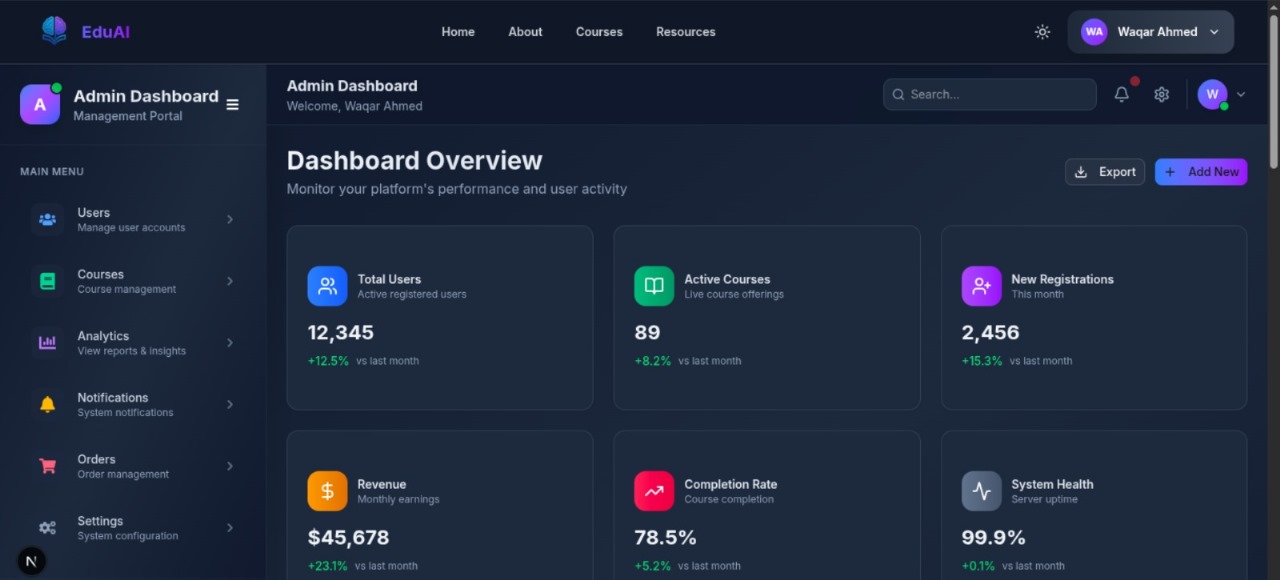 EduAI
Home About Courses Resources
WA Waqar Ahmed
A Admin Dashboard
Management Portal
MAIN MENU
Users
Manage user accounts
Courses
Course management
Analytics
View reports & insights
Notifications
System notifications
Orders
Order management
Settings
System configuration
N
Admin Dashboard
Welcome, Waqar Ahmed
Search...
W
Dashboard Overview
Monitor your platform's performance and user activity
Export
+ Add New
Total Users
Active registered users
12,345
+12.5% vs last month
Active Courses
Live course offerings
89
+8.2% vs last month
New Registrations
This month
2,456
+15.3% vs last month
Revenue
Monthly earnings
$45,678
+23.1% vs last month
Completion Rate
Course completion
78.5%
+5.2% vs last month
System Health
Server uptime
99.9%
+0.1% vs last month